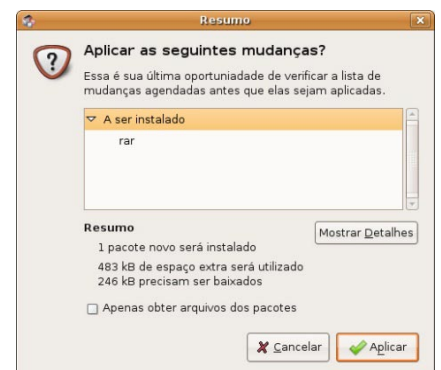 Resumo
Aplicar as seguintes mudanças?
Essa é sua última oportuniadade de verificar a lista de
mudanças agendadas antes que elas sejam aplicadas.
A ser instalado
rar
Resumo
Mostrar Detalhes
1 pacote novo será instalado
483 kB de espaço extra será utilizado
246 kB precisam ser baixados
Apenas obter arquivos dos pacotes
Cancelar
Aplicar